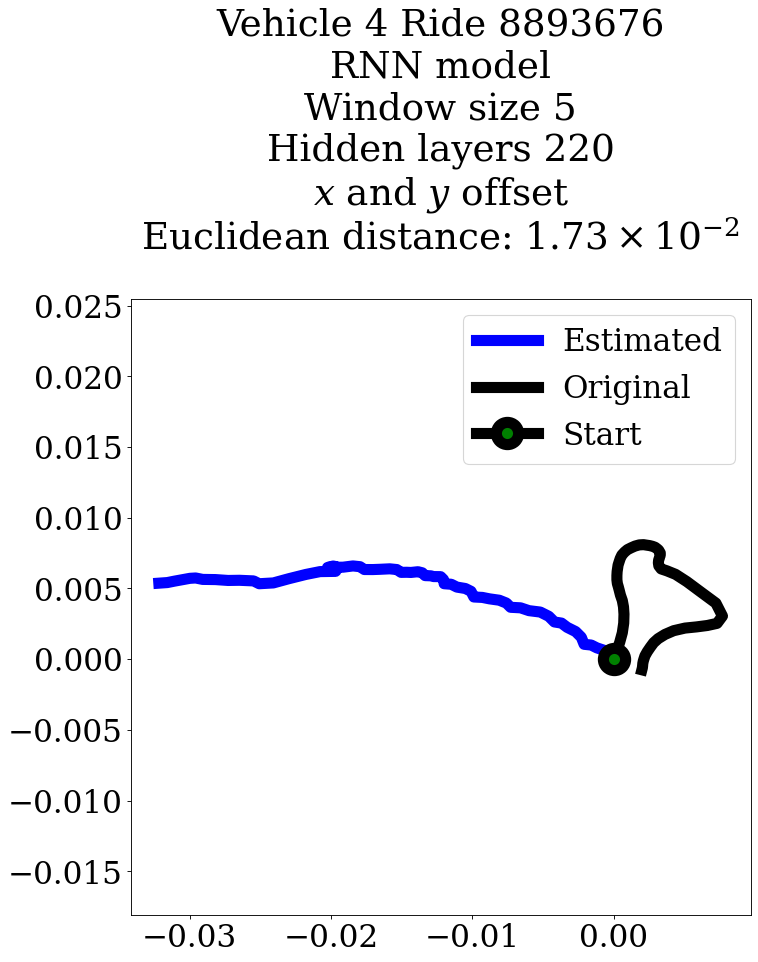 Vehicle 4 Ride 8893676
RNN model
Window size 5
Hidden layers 220
x and y offset
Euclidean distance: 1.73 × 10⁻²
Estimated
Original
Start
0.025
0.020
0.015
0.010
0.005
0.000
−0.005
−0.010
−0.015
−0.03 −0.02 −0.01 0.00